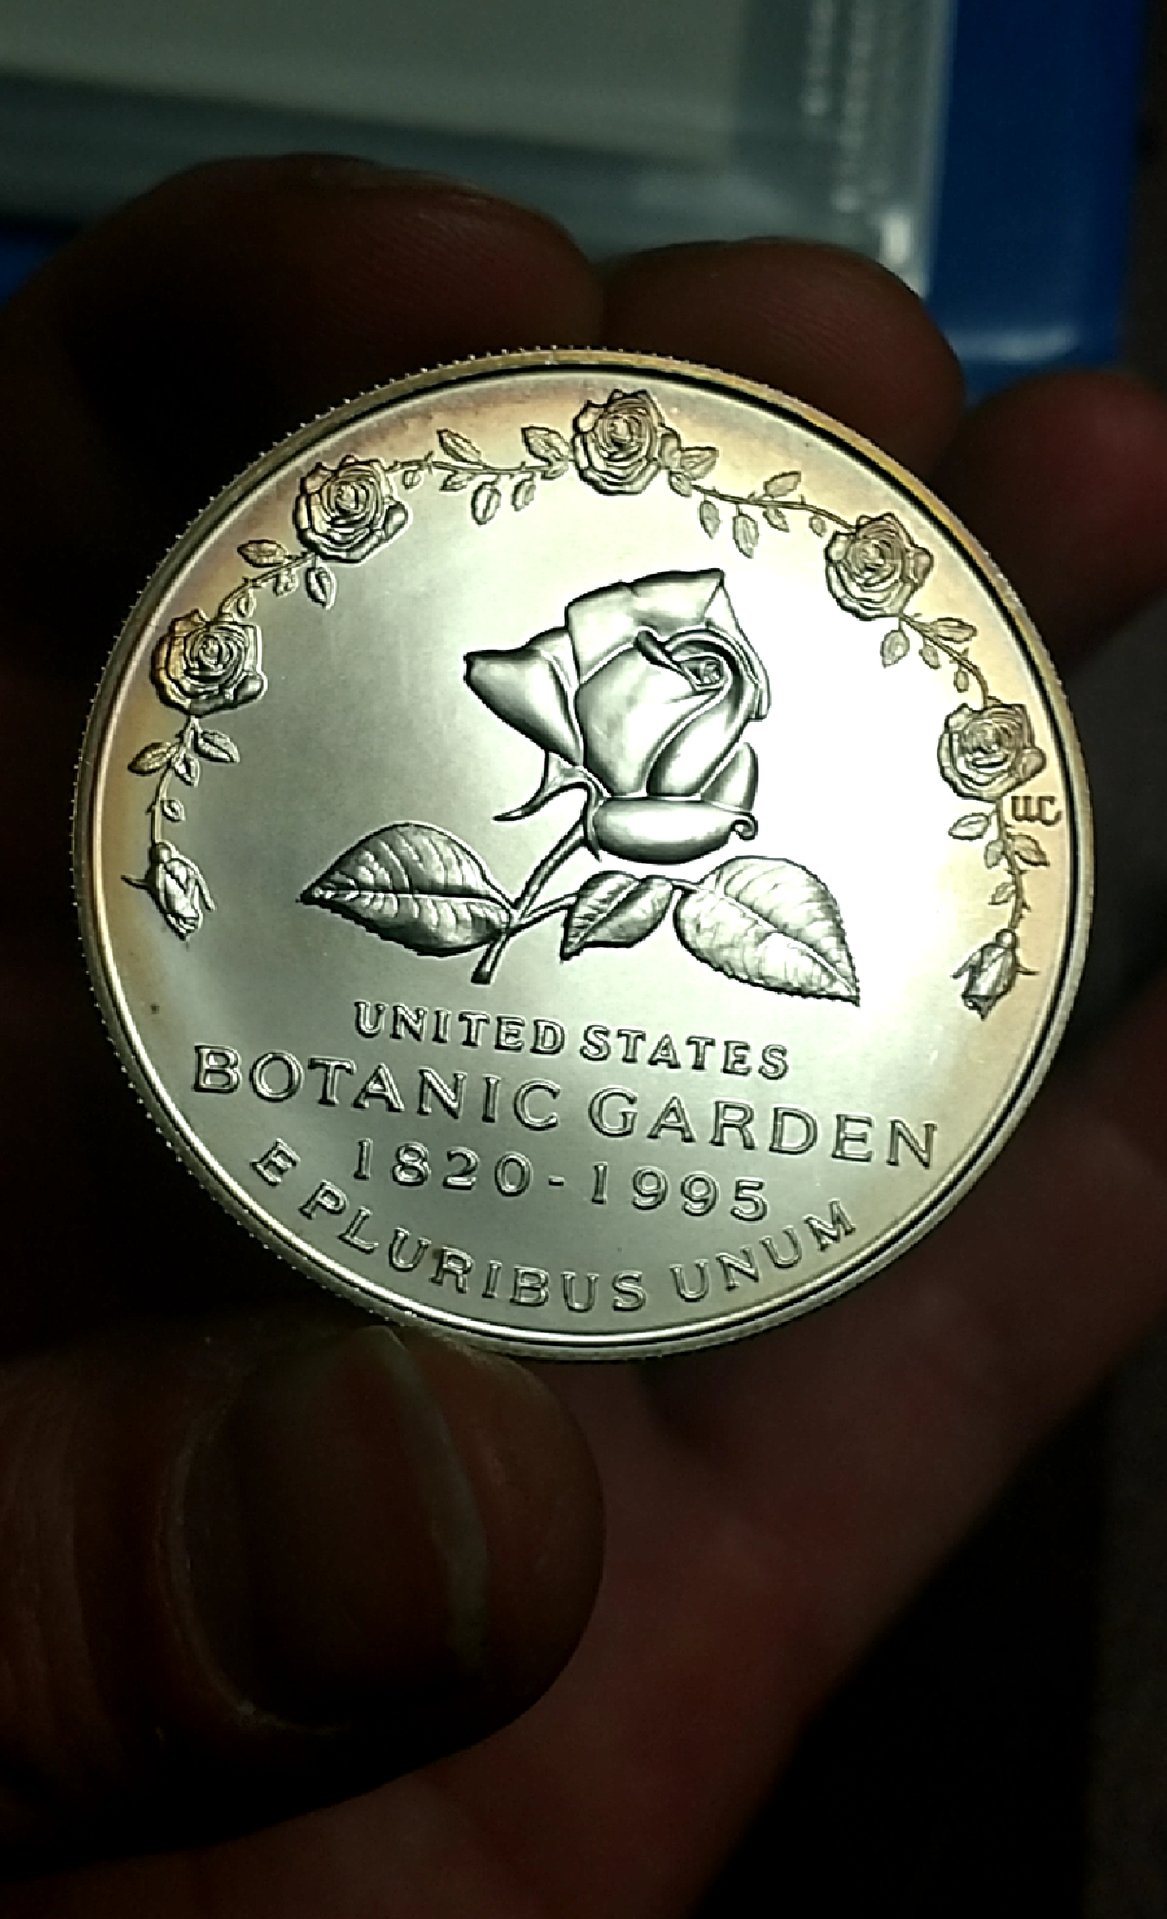 UNITED STATES
BOTANIC GARDEN
1820-1995
E PLURIBUS UNUM